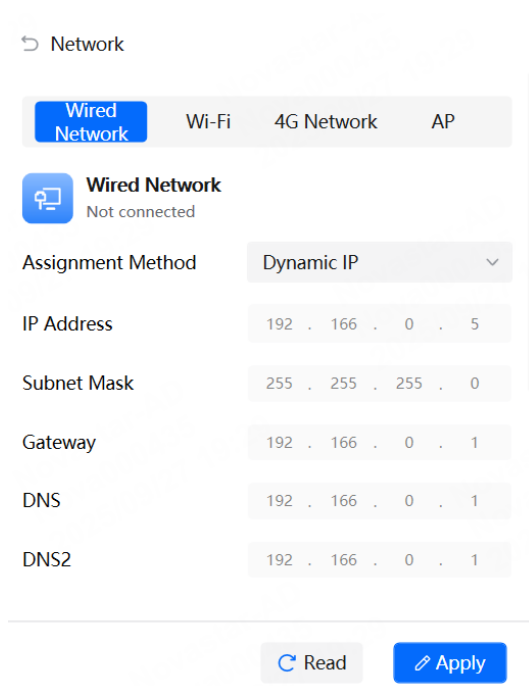 Network
Wired Network Wi-Fi 4G Network AP
Wired Network
Not connected
Assignment Method Dynamic IP
IP Address 192 . 166 . 0 . 5
Subnet Mask 255 . 255 . 255 . 0
Gateway 192 . 166 . 0 . 1
DNS 192 . 166 . 0 . 1
DNS2 192 . 166 . 0 . 1
Read Apply